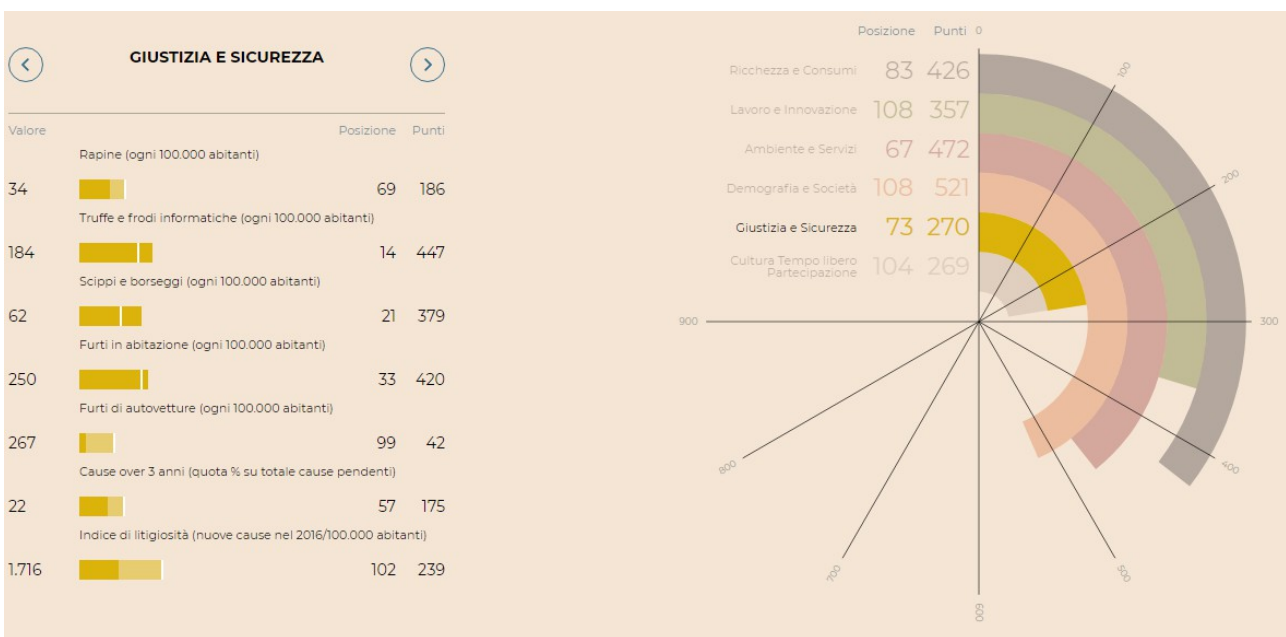 GIUSTIZIA E SICUREZZA
Valore Posizione Punti
Rapine (ogni 100.000 abitanti)
34 69 186
Truffe e frodi informatiche (ogni 100.000 abitanti)
184 14 447
Scippi e borseggi (ogni 100.000 abitanti)
62 21 379
Furti in abitazione (ogni 100.000 abitanti)
250 33 420
Furti di autovetture (ogni 100.000 abitanti)
267 99 42
Cause over 3 anni (quota % su totale cause pendenti)
22 57 175
Indice di litigiosità (nuove cause nel 2016/100.000 abitanti)
1.716 102 239
Posizione Punti 0
Ricchezza e Consumi 83 426
Lavoro e Innovazione 108 357
Ambiente e Servizi 67 472
Demografia e Società 108 521
Giustizia e Sicurezza 73 270
Cultura Tempo libero
Partecipazione 104 269
100
200
300
400
500
600
700
800
900